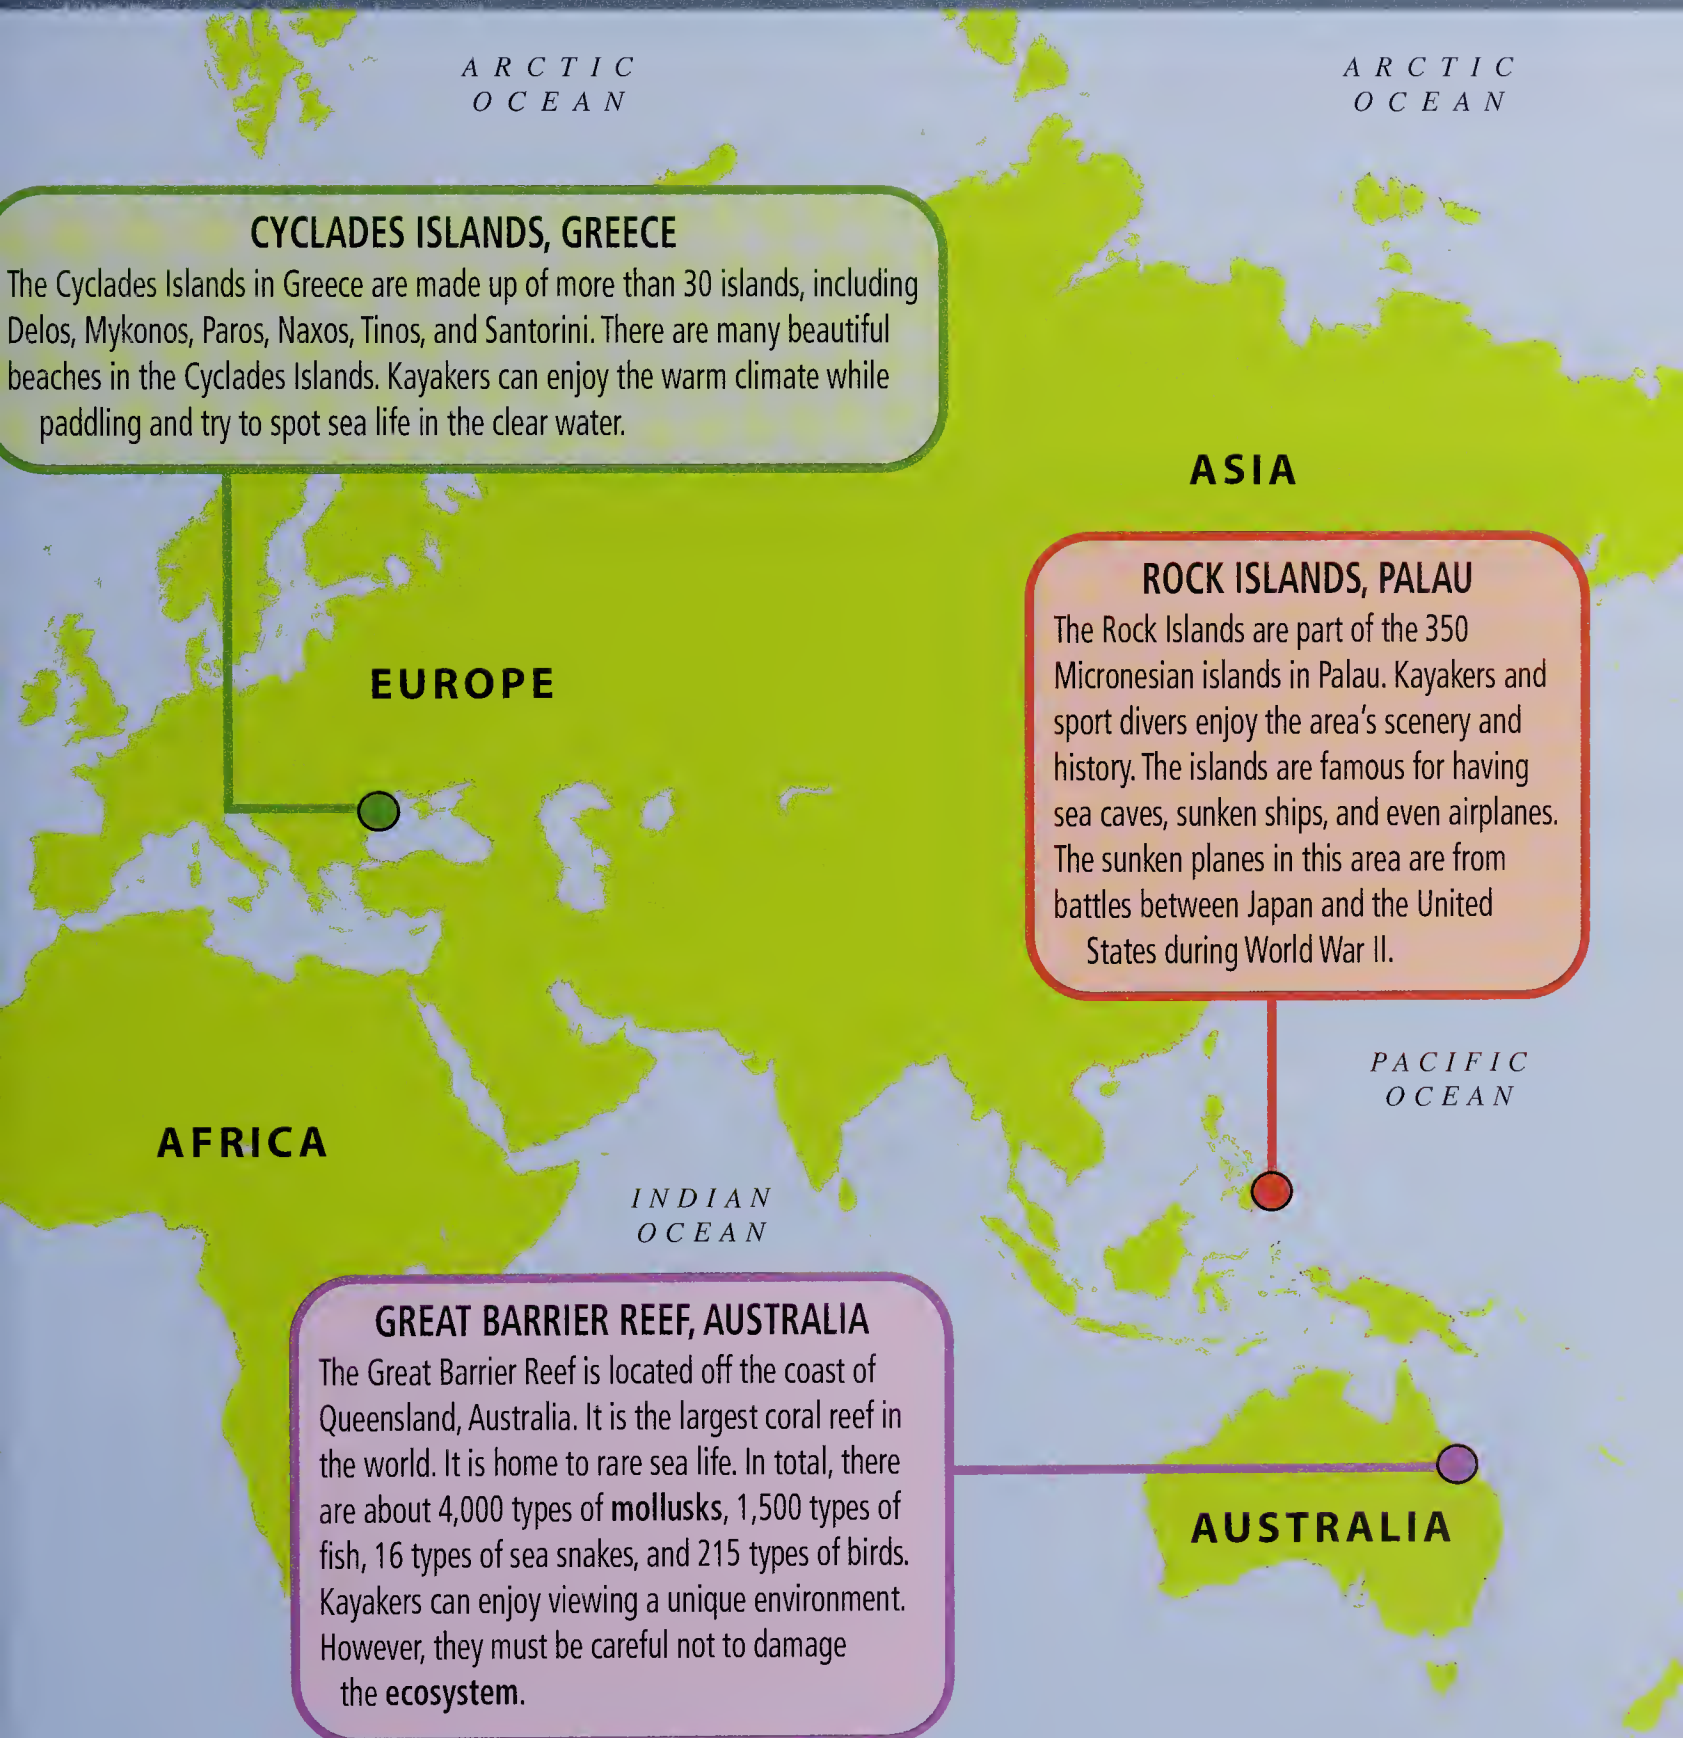 ARCTIC
OCEAN
ARCTIC
OCEAN
CYCLADES ISLANDS, GREECE
The Cyclades Islands in Greece are made up of more than 30 islands, including
Delos, Mykonos, Paros, Naxos, Tinos, and Santorini. There are many beautiful
beaches in the Cyclades Islands. Kayakers can enjoy the warm climate while
paddling and try to spot sea life in the clear water.
ASIA
ROCK ISLANDS, PALAU
The Rock Islands are part of the 350
Micronesian islands in Palau. Kayakers and
sport divers enjoy the area's scenery and
history. The islands are famous for having
sea caves, sunken ships, and even airplanes.
The sunken planes in this area are from
battles between Japan and the United
States during World War II.
EUROPE
PACIFIC
OCEAN
AFRICA
INDIAN
OCEAN
GREAT BARRIER REEF, AUSTRALIA
The Great Barrier Reef is located off the coast of
Queensland, Australia. It is the largest coral reef in
the world. It is home to rare sea life. In total, there
are about 4,000 types of mollusks, 1,500 types of
fish, 16 types of sea snakes, and 215 types of birds.
Kayakers can enjoy viewing a unique environment.
However, they must be careful not to damage
the ecosystem.
AUSTRALIA